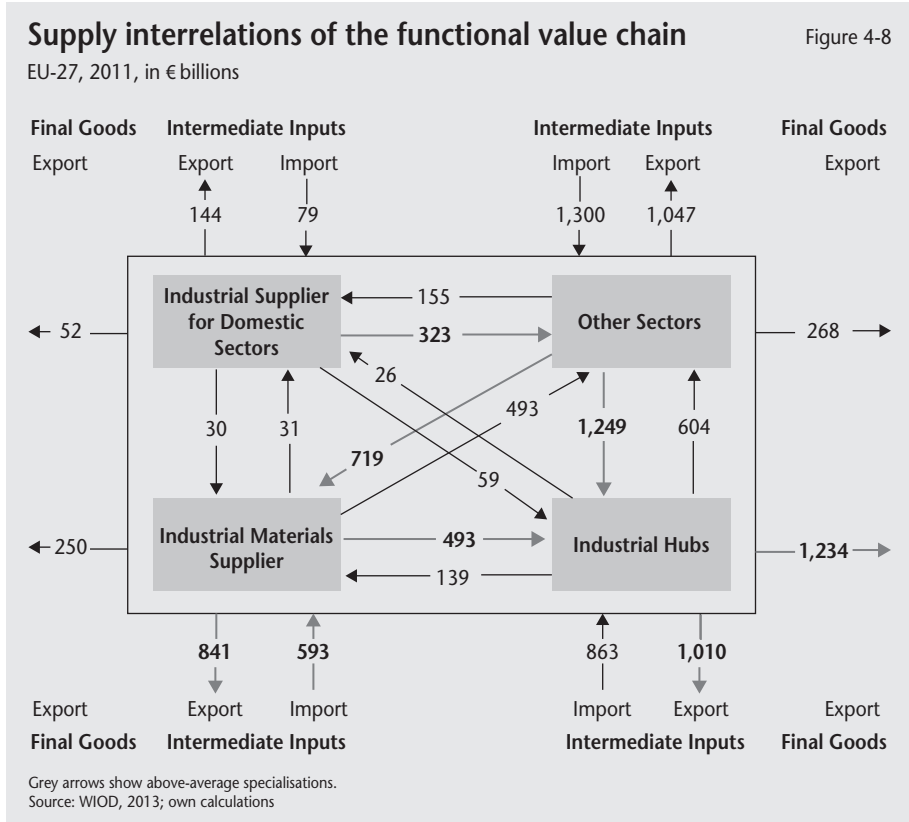 Supply interrelations of the functional value chain
Figure 4-8
EU-27, 2011, in € billions
Final Goods Intermediate Inputs Intermediate Inputs Final Goods
Export Export Import Import Export Export
144 79 1,300 1,047
Industrial Supplier
for Domestic
Sectors
Other Sectors
155
323
52
268
26
493
30 31 1,249 604
719
59
Industrial Materials
Supplier
Industrial Hubs
493
139
250
1,234
841 593 863 1,010
Export Export Import Import Export Export
Final Goods Intermediate Inputs Intermediate Inputs Final Goods
Grey arrows show above-average specialisations.
Source: WIOD, 2013; own calculations